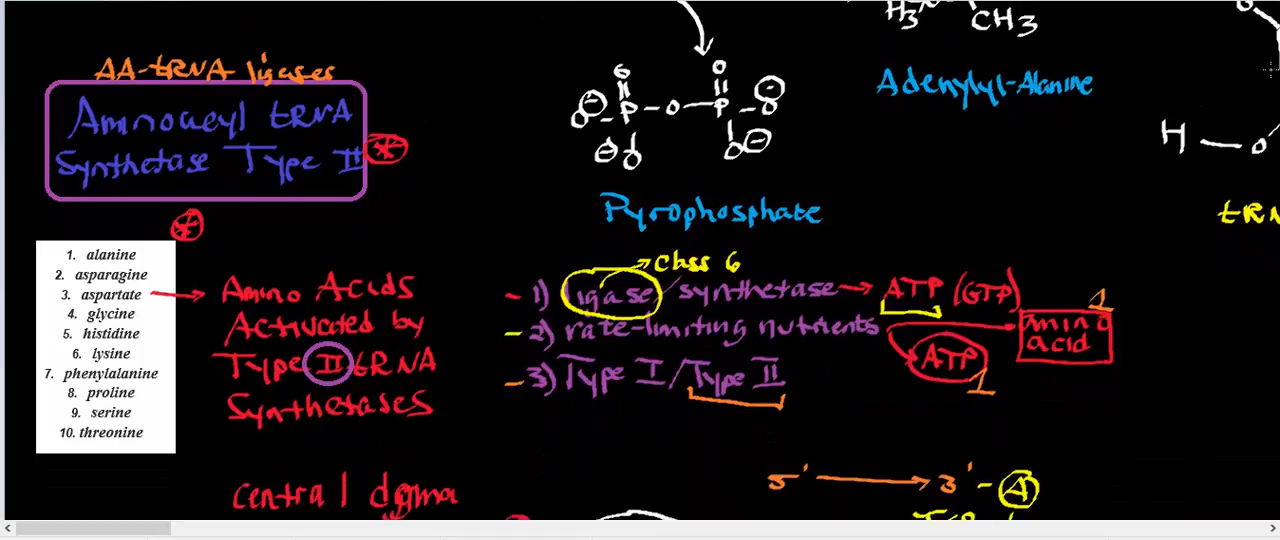 AA-tRNA ligases
Aminoacyl tRNA
Synthetase Type II
1. alanine
2. asparagine
3. aspartate
4. glycine
5. histidine
6. lysine
7. phenylalanine
8. proline
9. serine
10. threonine
Amino Acids
Activated by
Type II tRNA
Synthetases
central dogma
H3N
CH3
O O
⊖O-P-O-P-O⊖
⊖O O⊖
Pyrophosphate
Adenylyl-Alanine
H-O
class 6
- 1) ligase/synthetase → ATP (GTP)
- 2) rate-limiting nutrients
amino
acid
1
ATP
1
- 3) Type I/Type II
5' → 3' - A